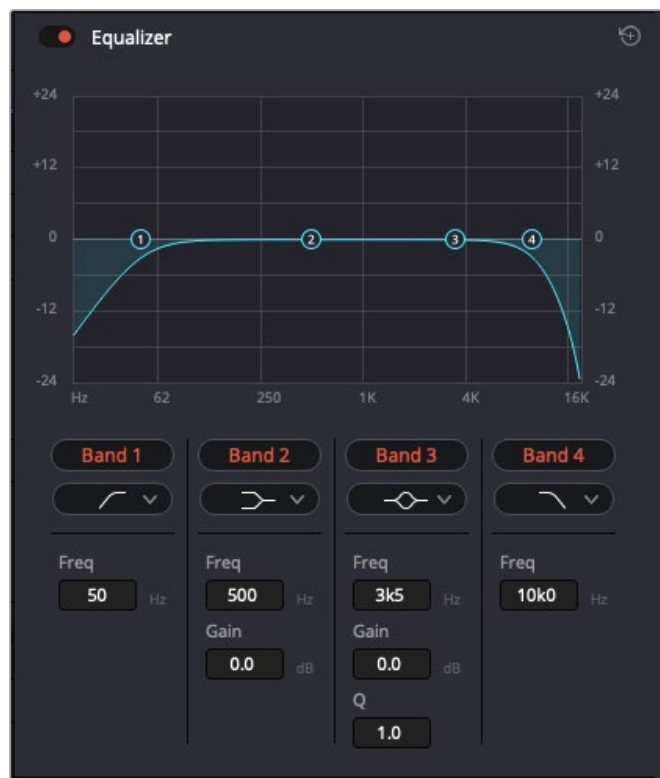 Equalizer
+24 +24
+12 +12
0 1 2 3 4 0
-12 -12
-24 -24
Hz 62 250 1K 4K 16K
Band 1 Band 2 Band 3 Band 4
Freq Freq Freq Freq
50 Hz 500 Hz 3k5 Hz 10k0 Hz
Gain Gain
0.0 dB 0.0 dB
Q
1.0